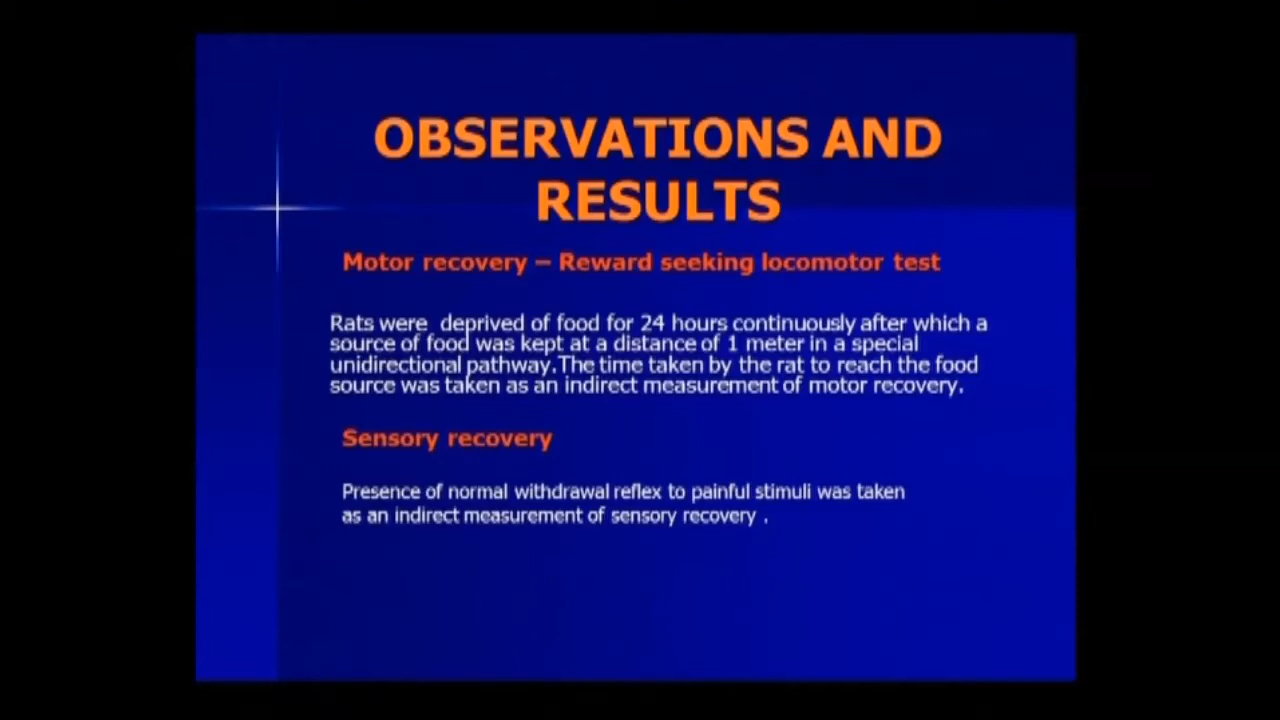 OBSERVATIONS AND
RESULTS
Motor recovery – Reward seeking locomotor test
Rats were deprived of food for 24 hours continuously after which a
source of food was kept at a distance of 1 meter in a special
unidirectional pathway.The time taken by the rat to reach the food
source was taken as an indirect measurement of motor recovery.
Sensory recovery
Presence of normal withdrawal reflex to painful stimuli was taken
as an indirect measurement of sensory recovery .